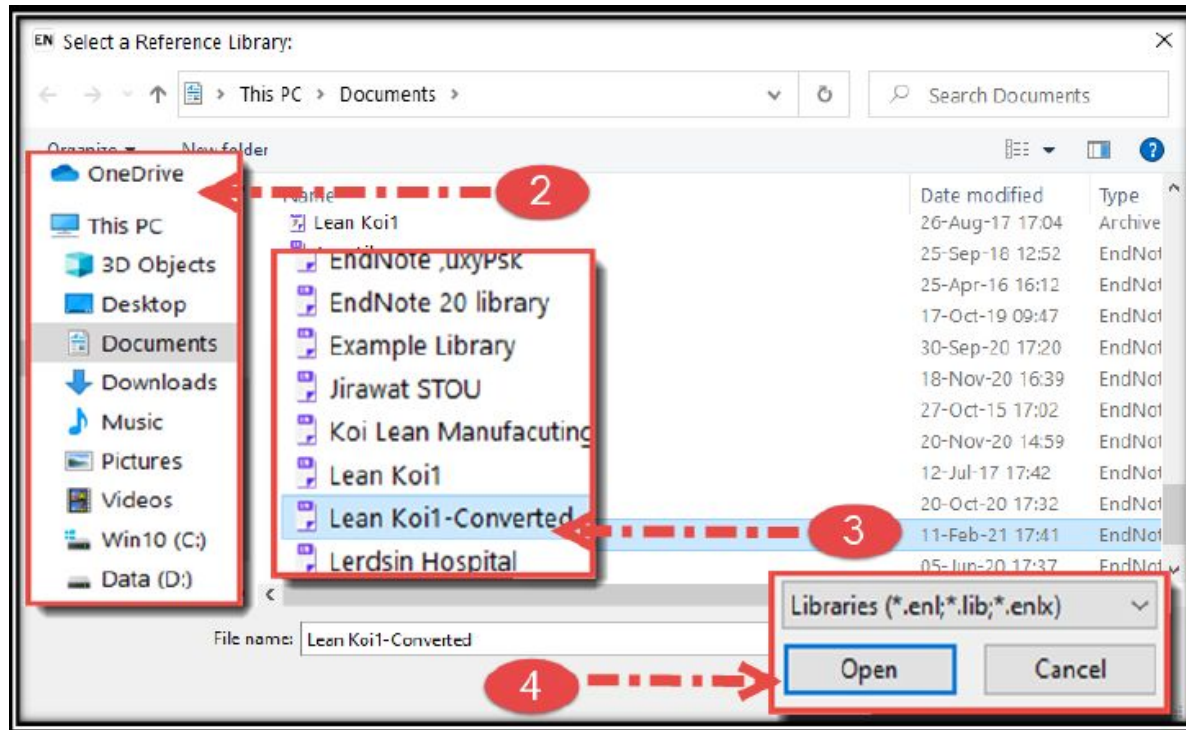 EN Select a Reference Library:
This PC > Documents >
Search Documents
Organize New folder
OneDrive
This PC
3D Objects
Desktop
Documents
Downloads
Music
Pictures
Videos
Win10 (C:)
Data (D:)
2
Name Date modified Type
Lean Koi1 26-Aug-17 17:04 Archive
25-Sep-18 12:52 EndNot
EndNote ,uxyPsk 25-Apr-16 16:12 EndNot
EndNote 20 library 17-Oct-19 09:47 EndNot
Example Library 30-Sep-20 17:20 EndNot
Jirawat STOU 18-Nov-20 16:39 EndNot
Koi Lean Manufacuting 27-Oct-15 17:02 EndNot
20-Nov-20 14:59 EndNot
Lean Koi1 12-Jul-17 17:42 EndNot
20-Oct-20 17:32 EndNot
Lean Koi1-Converted 3 11-Feb-21 17:41 EndNot
Lerdsin Hospital 05-Jun-20 17:37 EndNot
Libraries (*.enl;*.lib;*.enlx)
File name: Lean Koi1-Converted
4 Open Cancel